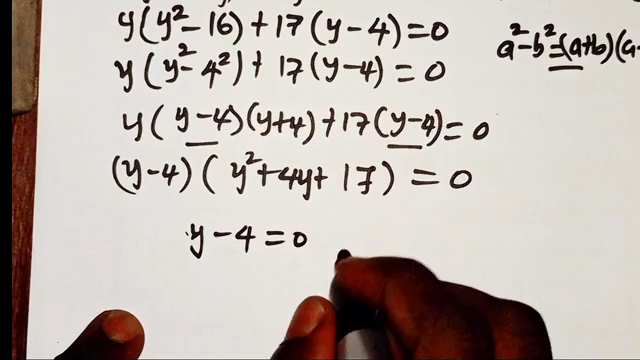 y(y²-16)+17(y-4)=0
a²-b²=(a+b)(a-
y(y²-4²)+17(y-4)=0
y(y-4)(y+4)+17(y-4)=0
(y-4)(y²+4y+17)=0
y-4=0